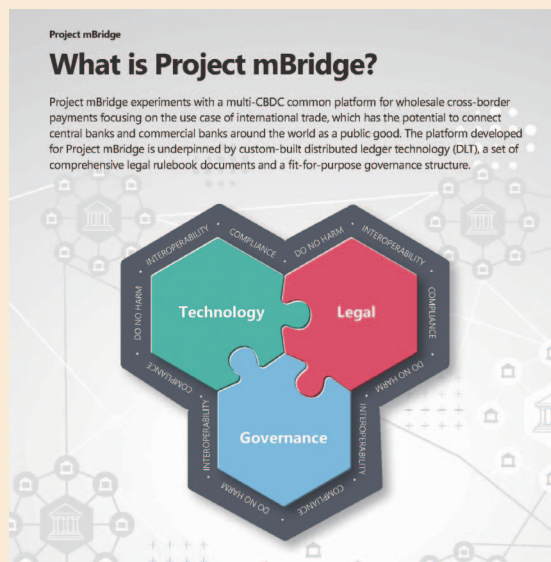 Project mBridge
What is Project mBridge?
Project mBridge experiments with a multi-CBDC common platform for wholesale cross-border
payments focusing on the use case of international trade, which has the potential to connect
central banks and commercial banks around the world as a public good. The platform developed
for Project mBridge is underpinned by custom-built distributed ledger technology (DLT), a set of
comprehensive legal rulebook documents and a fit-for-purpose governance structure.
DO NO HARM • INTEROPERABILITY • COMPLIANCE • DO NO HARM • INTEROPERABILITY • COMPLIANCE • DO NO HARM
Technology
Legal
COMPLIANCE
INTEROPERABILITY • DO NO HARM • COMPLIANCE • INTEROPERABILITY
Governance